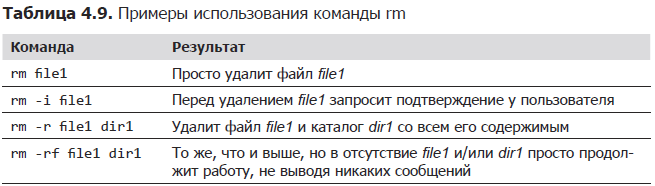 Таблица 4.9. Примеры использования команды rm
Команда Результат
rm file1 Просто удалит файл file1
rm -i file1 Перед удалением file1 запросит подтверждение у пользователя
rm -r file1 dir1 Удалит файл file1 и каталог dir1 со всем его содержимым
rm -rf file1 dir1 То же, что и выше, но в отсутствие file1 и/или dir1 просто продол-
жит работу, не выводя никаких сообщений